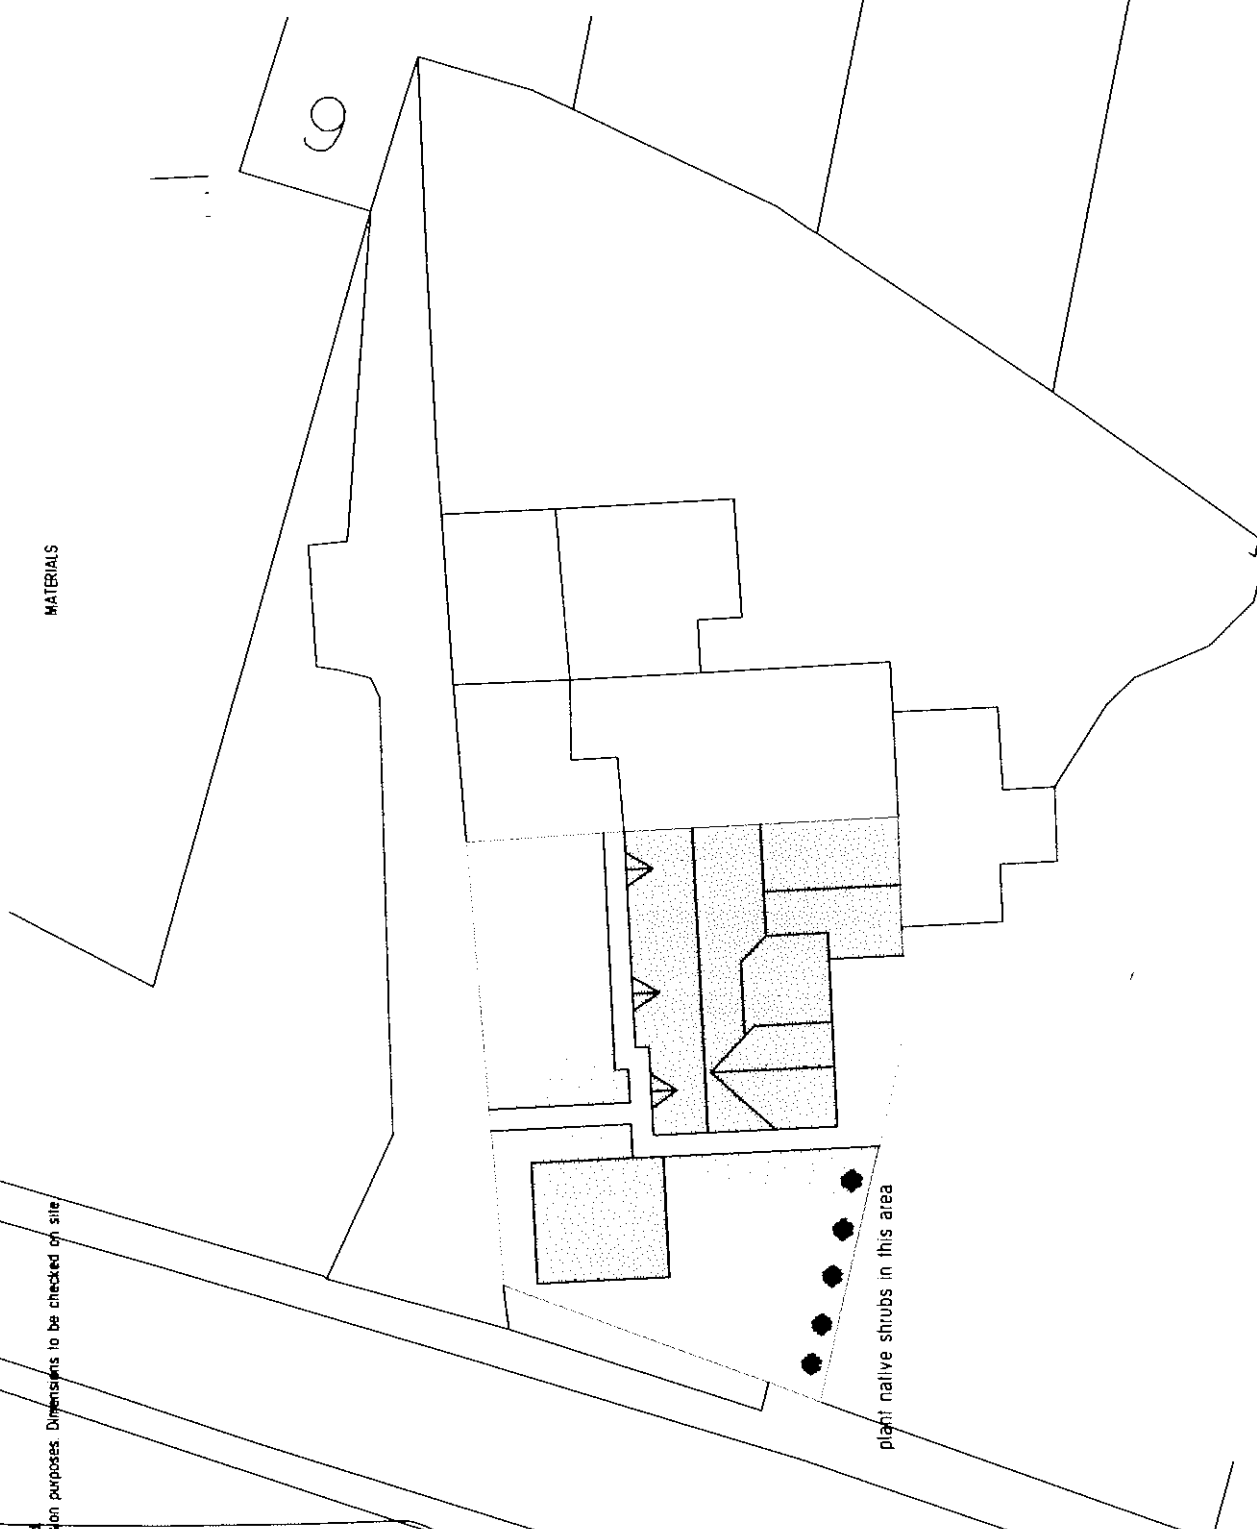 9
MATERIALS
ion purposes. Dimensions to be checked on site.
plant native shrubs in this area